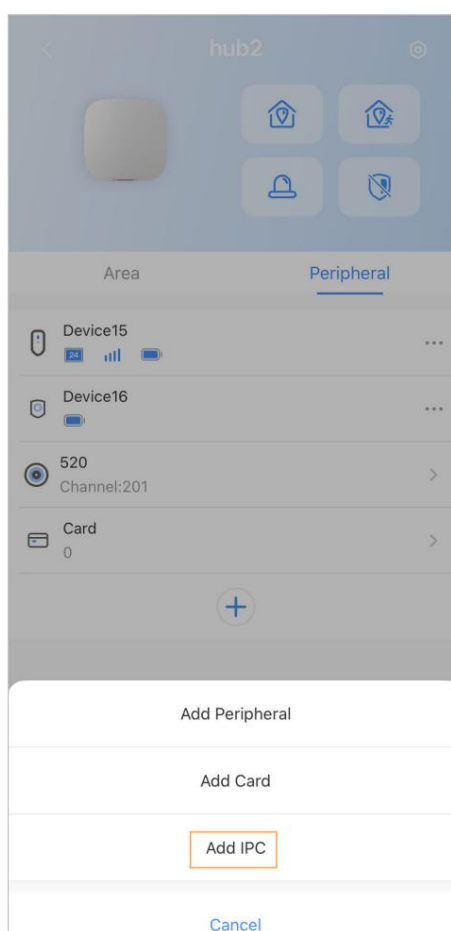 hub2
Area
Peripheral
Device15
24
Device16
520
Channel:201
Card
0
Add Peripheral
Add Card
Add IPC
Cancel